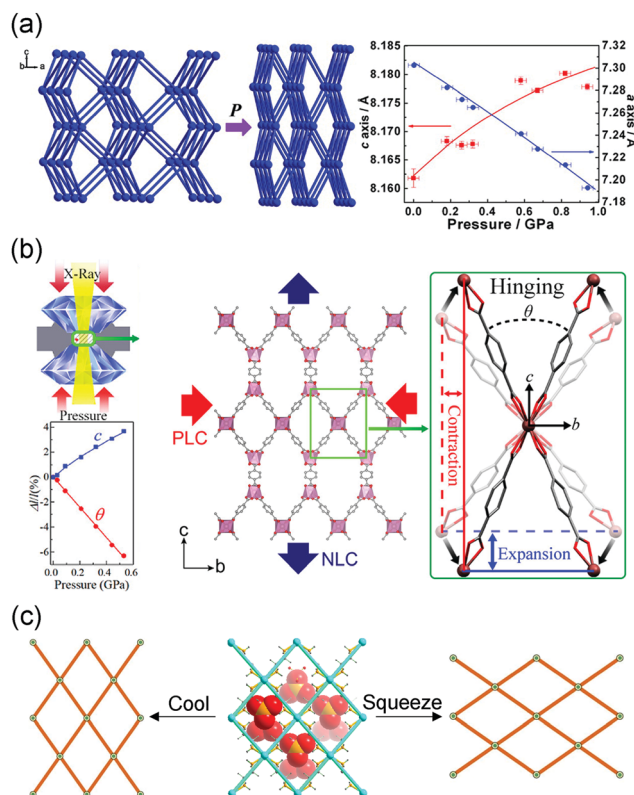 (a)
c
b
a
P
8.185
8.180
8.175
8.170
8.165
8.160
c axis / Å
7.32
7.30
7.28
7.26
7.24
7.22
7.20
7.18
a axis / Å
0.0 0.2 0.4 0.6 0.8 1.0
Pressure / GPa
(b)
X-Ray
Pressure
4
2
0
-2
-4
-6
Δl/l(%)
c
θ
0 0.1 0.2 0.3 0.4 0.5 0.6
Pressure (GPa)
PLC
NLC
c
b
Hinging
θ
c
b
Contraction
Expansion
(c)
Cool
Squeeze